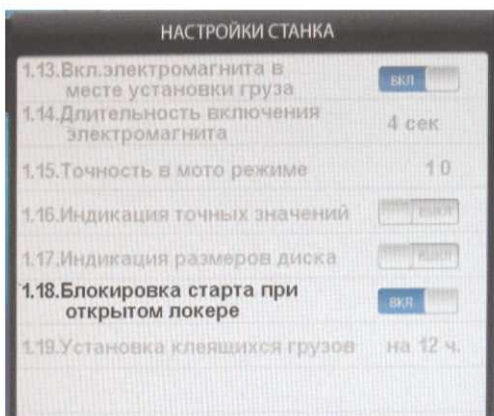 НАСТРОЙКИ СТАНКА
1.13.Вкл.электромагнита в
месте установки груза
ВКЛ
1.14.Длительность включения
электромагнита
4 сек
1.15.Точность в мото режиме
10
1.16.Индикация точных значений
ВЫКЛ
1.17.Индикация размеров диска
ВЫКЛ
1.18.Блокировка старта при
открытом локере
ВКЛ
1.19.Установка клеящихся грузов
на 12 ч.